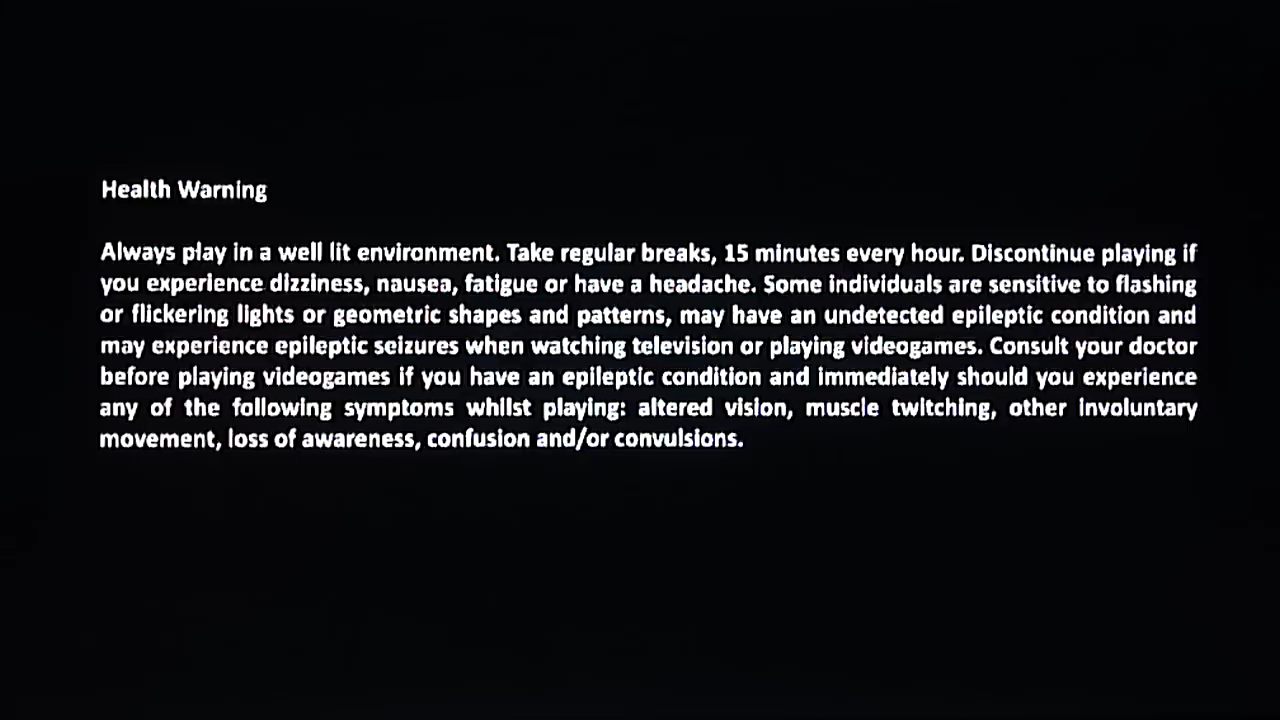 Health Warning
Always play in a well lit environment. Take regular breaks, 15 minutes every hour. Discontinue playing if
you experience dizziness, nausea, fatigue or have a headache. Some individuals are sensitive to flashing
or flickering lights or geometric shapes and patterns, may have an undetected epileptic condition and
may experience epileptic seizures when watching television or playing videogames. Consult your doctor
before playing videogames if you have an epileptic condition and immediately should you experience
any of the following symptoms whilst playing: altered vision, muscle twitching, other involuntary
movement, loss of awareness, confusion and/or convulsions.